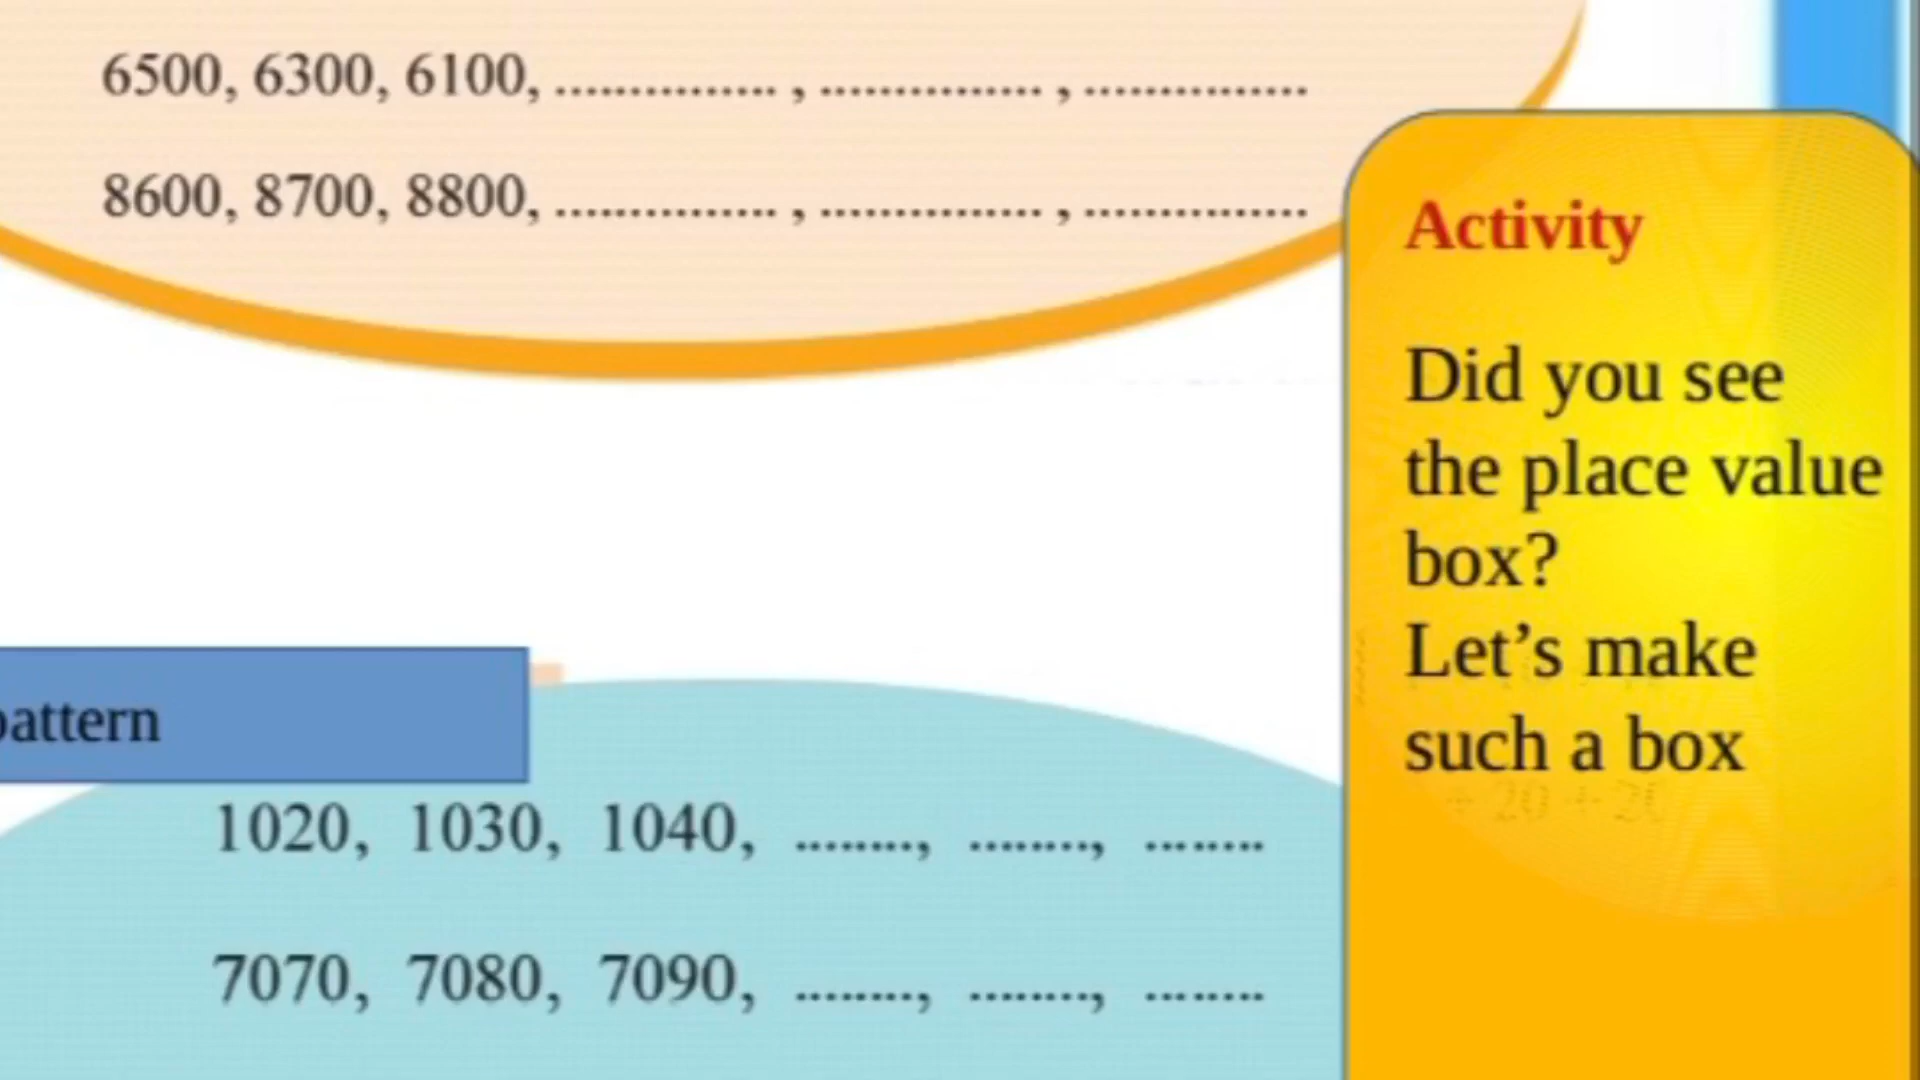 6500, 6300, 6100, ............... , ............... , ...............
8600, 8700, 8800, ............... , ............... , ...............
Activity
Did you see
the place value
box?
Let’s make
such a box
pattern
1020, 1030, 1040, ........, ........, ........
7070, 7080, 7090, ........, ........, ........